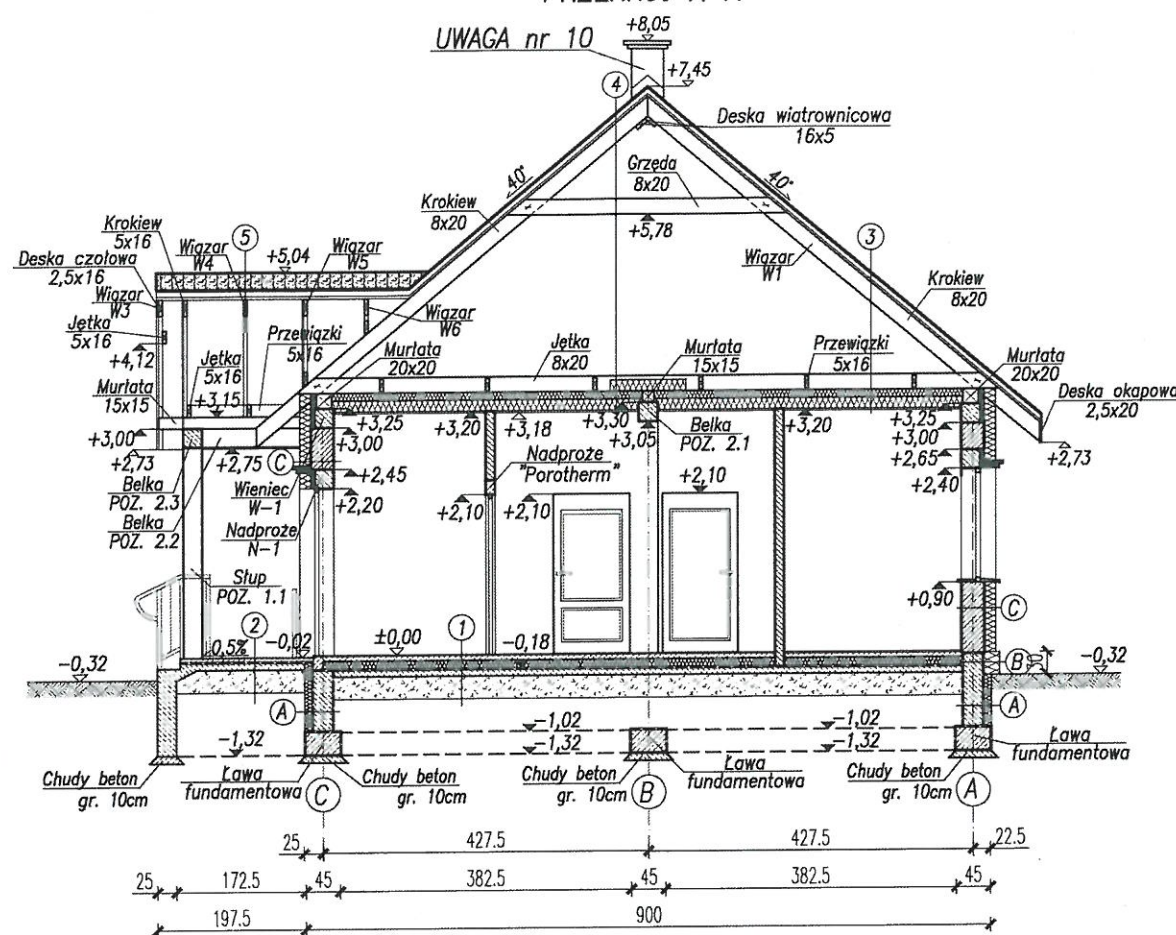 +8,05
UWAGA nr 10
+7,45
4
Deska wiatrownicowa
16x5
40°
Grzęda
8x20
40°
Krokiew
8x20
+5,78
Krokiew
5x16
5
Wiązar
W4
+5,04
Wiązar
W5
3
Deska czołowa
2,5x16
Wiązar
W1
Wiązar
W3
Krokiew
8x20
Wiązar
W6
Jętka
5x16
Przewiązki
5x16
+4,12
Murłata
20x20
Jętka
8x20
Murłata
15x15
Przewiązki
5x16
Murłata
20x20
Jętka
5x16
Murłata
15x15
+3,15
Deska okapowa
2,5x20
+3,00
+3,25
+3,20
+3,18
+3,30
+3,20
+3,25
+3,00
+3,05
+3,00
Belka
POZ. 2.1
+2,73
+2,75
C
+2,45
Nadproże
"Porotherm"
+2,65
+2,73
Belka
POZ. 2.3
Wieniec
W-1
+2,20
+2,10
+2,10
+2,10
+2,40
Belka
POZ. 2.2
Nadproże
N-1
Słup
POZ. 1.1
+0,90
C
2
0,5%
-0,02
±0,00
1
-0,18
-0,32
B
-0,32
A
-1,02
-1,02
A
-1,32
-1,32
-1,32
Chudy beton
gr. 10cm
Ława
fundamentowa
C
Chudy beton
gr. 10cm
Chudy beton
gr. 10cm
B
Ława
fundamentowa
Chudy beton
gr. 10cm
A
Ława
fundamentowa
25
427.5
427.5
22.5
25
172.5
45
382.5
45
382.5
45
197.5
900